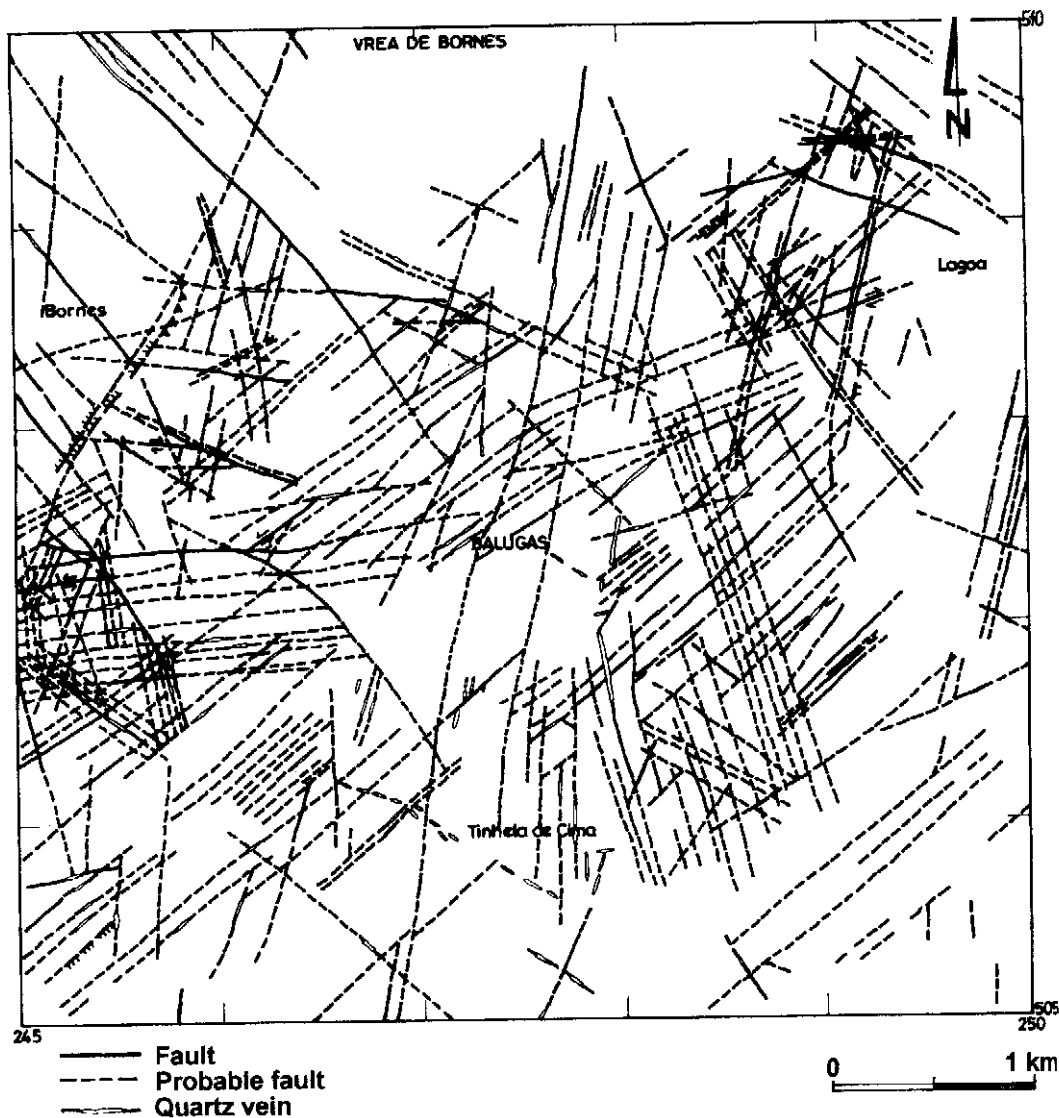 510
VREA DE BORNES
N
Lagoa
Bornes
BALUGAS
Tinhela de Cima
505
245
250
Fault
Probable fault
Quartz vein
0 1 km